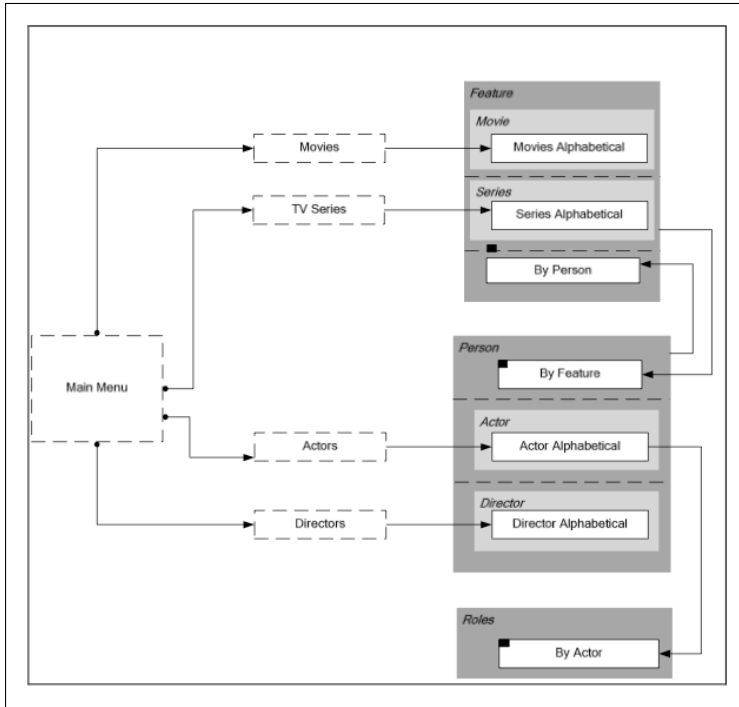 Feature
Movie
Movies
Movies Alphabetical
Series
TV Series
Series Alphabetical
By Person
Person
By Feature
Main Menu
Actor
Actors
Actor Alphabetical
Director
Directors
Director Alphabetical
Roles
By Actor